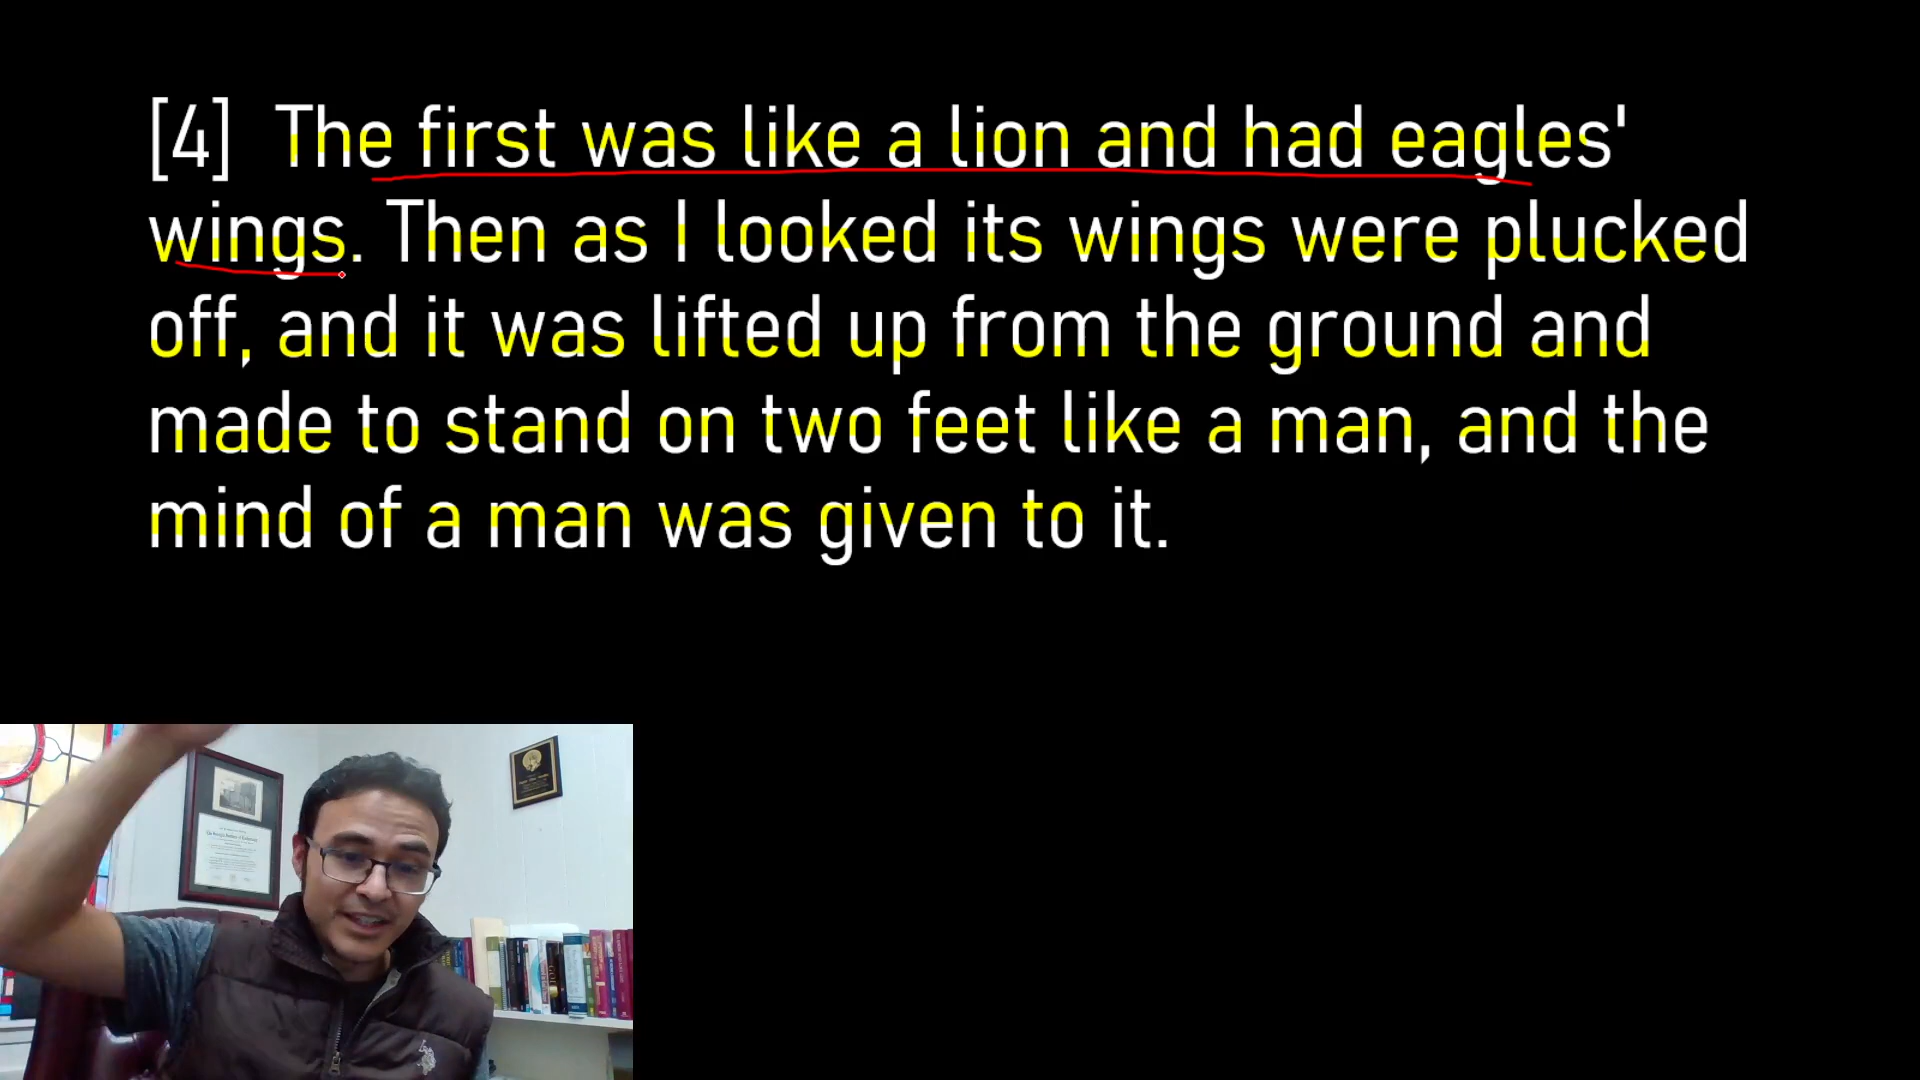 [4] The first was like a lion and had eagles'
wings. Then as I looked its wings were plucked
off, and it was lifted up from the ground and
made to stand on two feet like a man, and the
mind of a man was given to it.